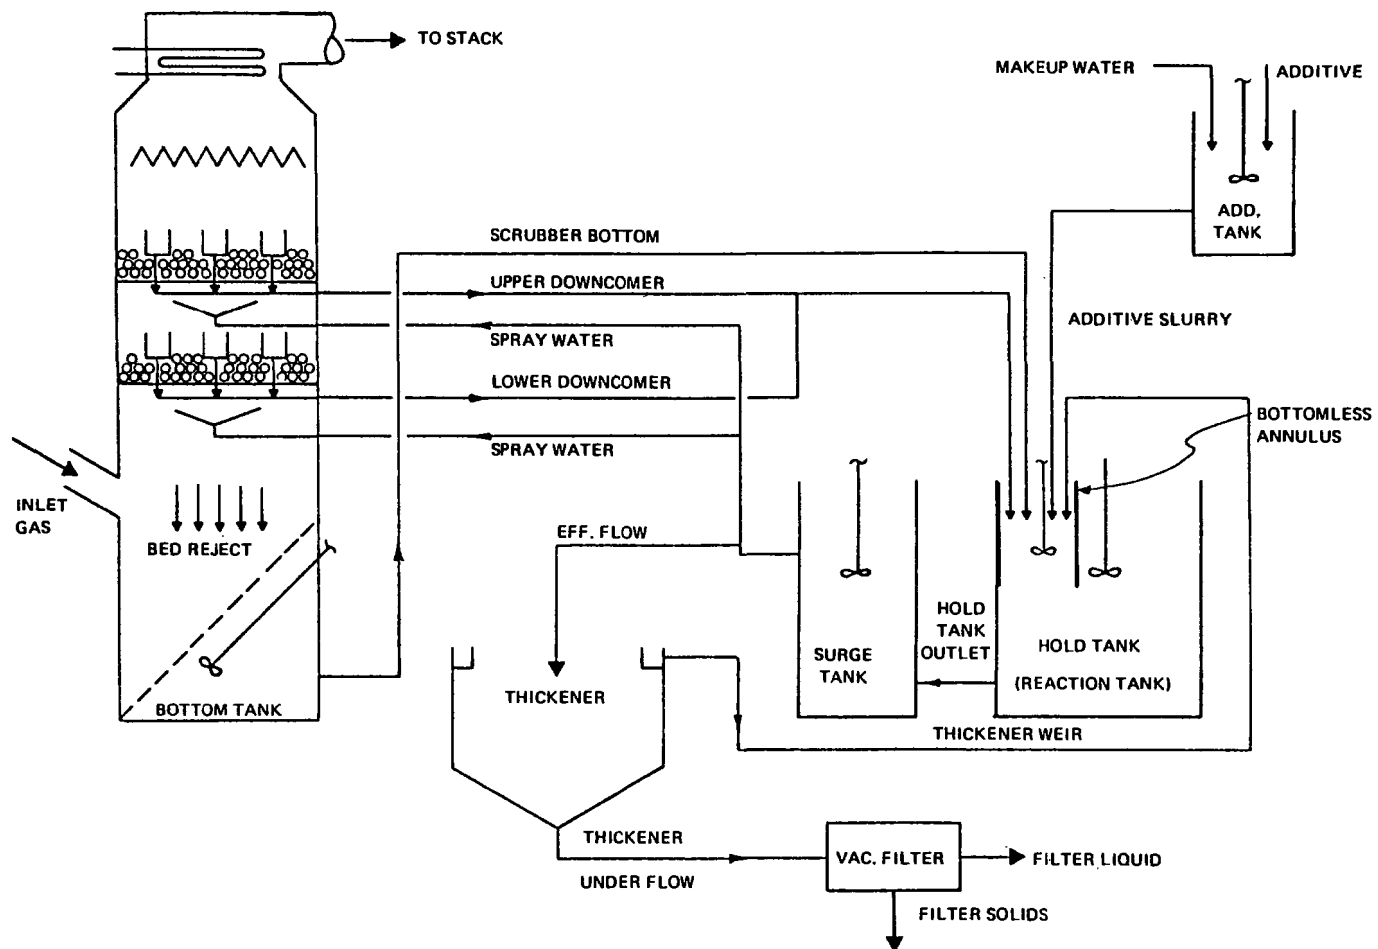 TO STACK
MAKEUP WATER
ADDITIVE
ADD.
TANK
SCRUBBER BOTTOM
UPPER DOWNCOMER
ADDITIVE SLURRY
SPRAY WATER
LOWER DOWNCOMER
BOTTOMLESS
ANNULUS
SPRAY WATER
INLET
GAS
BED REJECT
EFF. FLOW
HOLD
TANK
OUTLET
SURGE
TANK
HOLD TANK
(REACTION TANK)
THICKENER
BOTTOM TANK
THICKENER WEIR
THICKENER
UNDER FLOW
VAC. FILTER
FILTER LIQUID
FILTER SOLIDS